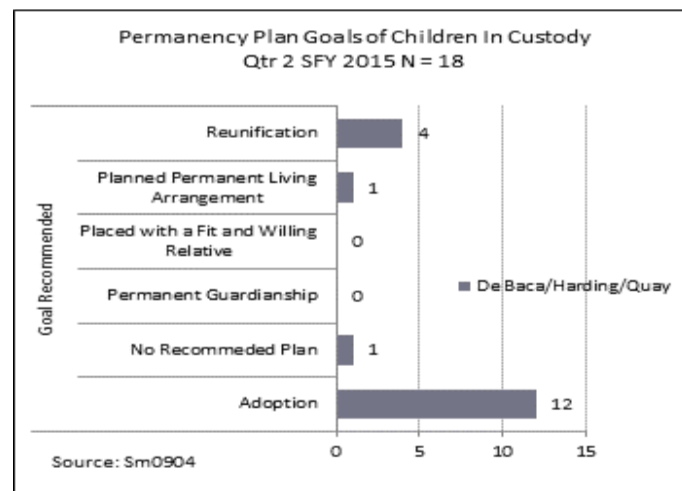 Permanency Plan Goals of Children In Custody
Qtr 2 SFY 2015 N = 18
Goal Recommended
Reunification
4
Planned Permanent Living
Arrangement
1
Placed with a Fit and Willing
Relative
0
Permanent Guardianship
0
No Recommeded Plan
1
Adoption
12
De Baca/Harding/Quay
0
5
10
15
Source: Sm0904